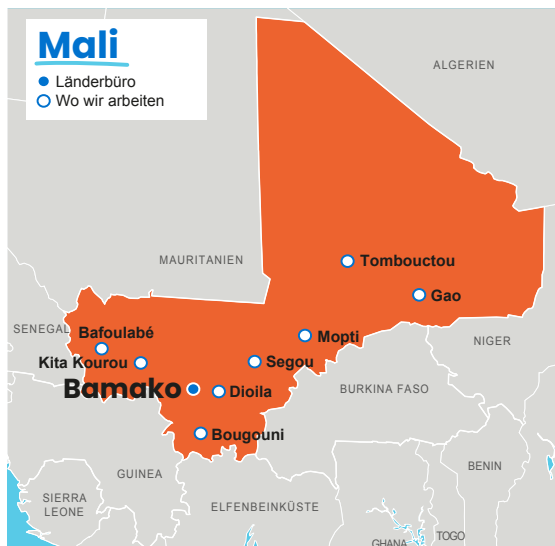 Mali
Länderbüro
Wo wir arbeiten
ALGERIEN
MAURITANIEN
Tombouctou
Gao
SENEGAL
Bafoulabé
Mopti
NIGER
Kita Kourou
Segou
Bamako
Dioila
BURKINA FASO
Bougouni
GUINEA
BENIN
SIERRA
LEONE
ELFENBEINKÜSTE
GHANA
TOGO